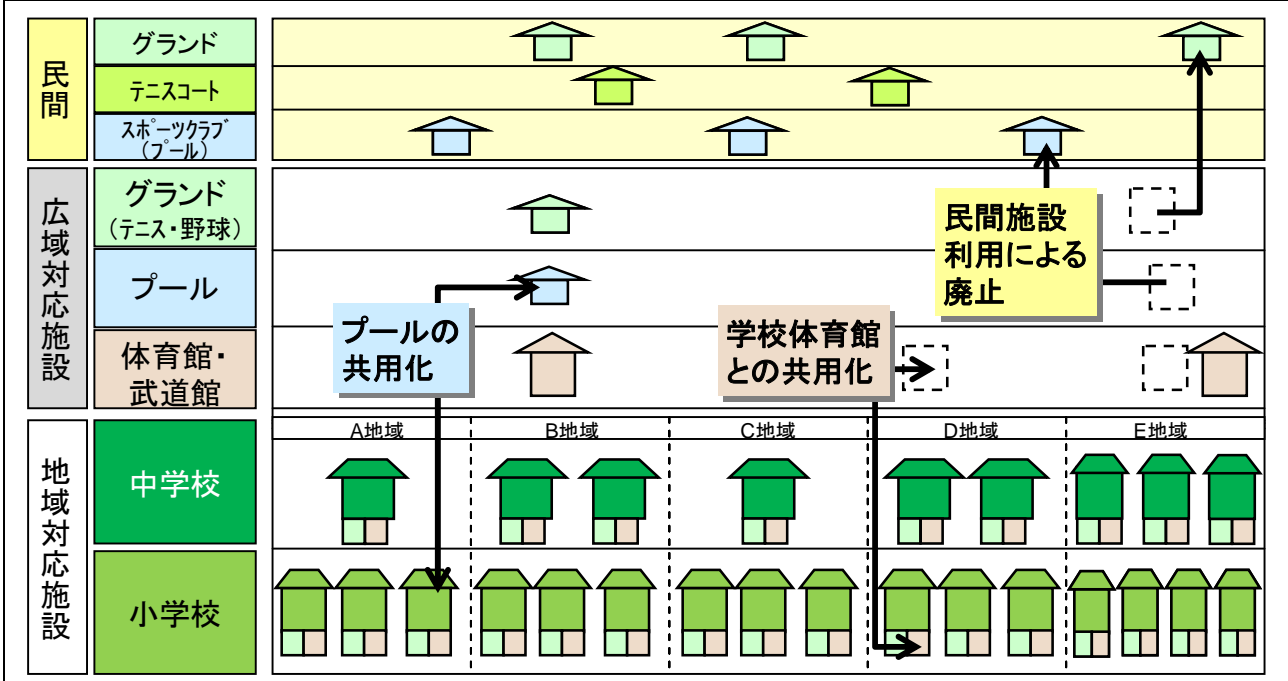 民間
グランド
テニスコート
スポーツクラブ
(プール)
広域対応施設
グランド
(テニス・野球)
プール
体育館・
武道館
民間施設
利用による
廃止
プールの
共用化
学校体育館
との共用化
地域対応施設
A地域
B地域
C地域
D地域
E地域
中学校
小学校